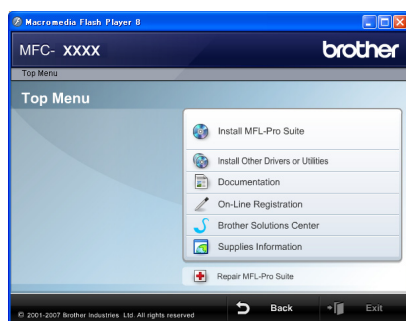 Macromedia Flash Player 8
MFC- XXXX
brother
Top Menu
Top Menu
Install MFL-Pro Suite
Install Other Drivers or Utilities
Documentation
On-Line Registration
Brother Solutions Center
Supplies Information
Repair MFL-Pro Suite
© 2001-2007 Brother Industries Ltd. All rights reserved
Back
Exit